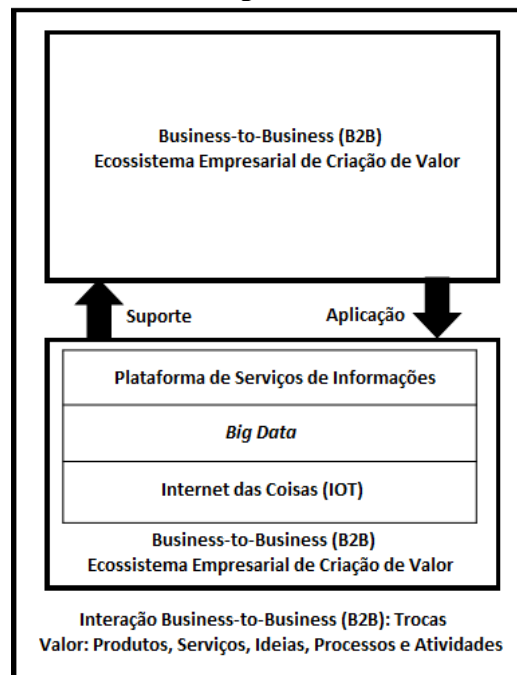 Business-to-Business (B2B)
Ecossistema Empresarial de Criação de Valor
Suporte
Aplicação
Plataforma de Serviços de Informações
Big Data
Internet das Coisas (IOT)
Business-to-Business (B2B)
Ecossistema Empresarial de Criação de Valor
Interação Business-to-Business (B2B): Trocas
Valor: Produtos, Serviços, Ideias, Processos e Atividades